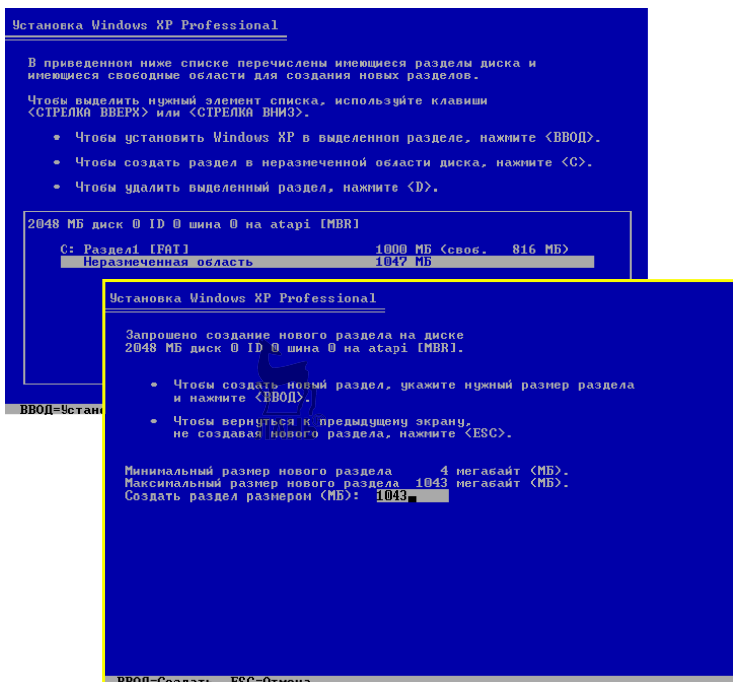 Установка Windows XP Professional
В приведенном ниже списке перечислены имеющиеся разделы диска и
имеющиеся свободные области для создания новых разделов.
Чтобы выделить нужный элемент списка, используйте клавиши
<СТРЕЛКА ВВЕРХ> или <СТРЕЛКА ВНИЗ>.
• Чтобы установить Windows XP в выделенном разделе, нажмите <ВВОД>.
• Чтобы создать раздел в неразмеченной области диска, нажмите <C>.
• Чтобы удалить выделенный раздел, нажмите <D>.
2048 МБ диск 0 ID 0 шина 0 на atapi [MBR]
C: Раздел1 [FAT] 1000 МБ (своб. 816 МБ)
Неразмеченная область 1047 МБ
ВВОД=Устан
Установка Windows XP Professional
Запрошено создание нового раздела на диске
2048 МБ диск 0 ID 0 шина 0 на atapi [MBR].
• Чтобы создать новый раздел, укажите нужный размер раздела
и нажмите <ВВОД>.
• Чтобы вернуться к предыдущему экрану,
не создавая нового раздела, нажмите <ESC>.
Минимальный размер нового раздела 4 мегабайт (МБ).
Максимальный размер нового раздела 1043 мегабайт (МБ).
Создать раздел размером (МБ): 1043
ВВОД=Создать ESC=Отмена